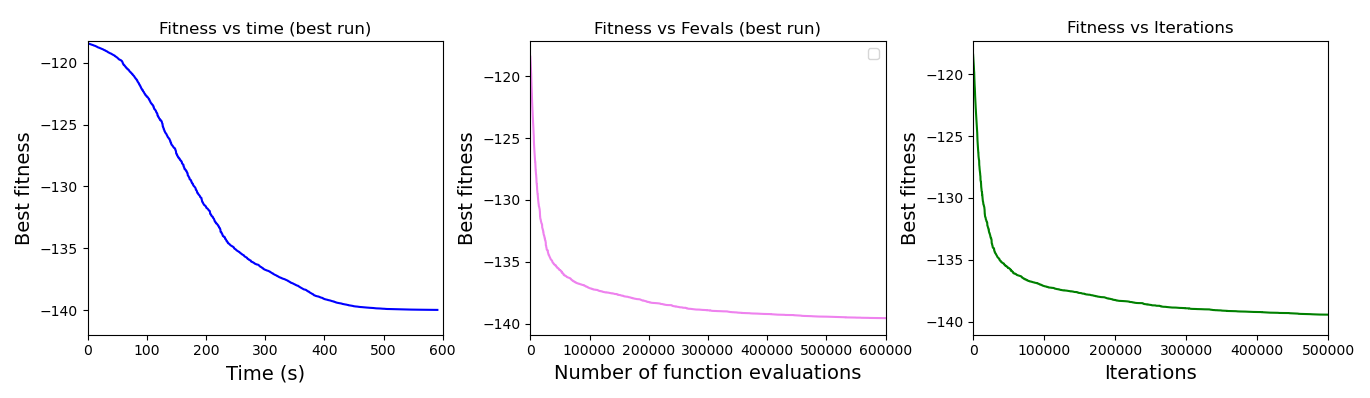 Fitness vs time (best run)
Best fitness
−120
−125
−130
−135
−140
0 100 200 300 400 500 600
Time (s)
Fitness vs Fevals (best run)
Best fitness
−120
−125
−130
−135
−140
0 100000 200000 300000 400000 500000 600000
Number of function evaluations
Fitness vs Iterations
Best fitness
−120
−125
−130
−135
−140
0 100000 200000 300000 400000 500000
Iterations